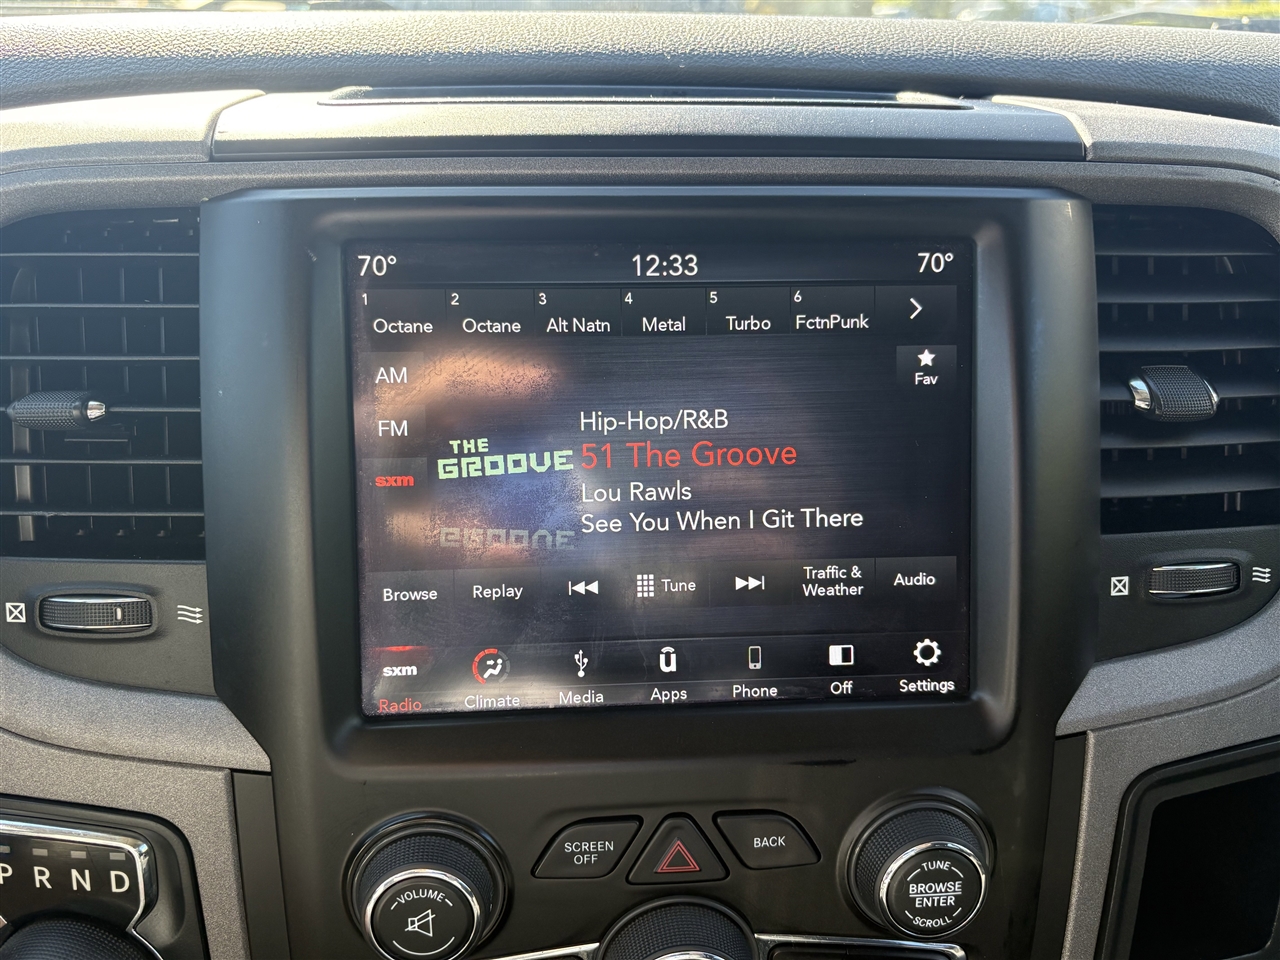 70° 12:33 70°
1 2 3 4 5 6
Octane Octane Alt Natn Metal Turbo FctnPunk
AM
Fav
FM
Hip-Hop/R&B
THE
GROOVE
51 The Groove
sxm
Lou Rawls
See You When I Git There
Browse Replay Tune Traffic & Weather Audio
sxm
Radio Climate Media Apps Phone Off Settings
SCREEN
OFF
BACK
VOLUME
TUNE
BROWSE
ENTER
SCROLL
P R N D